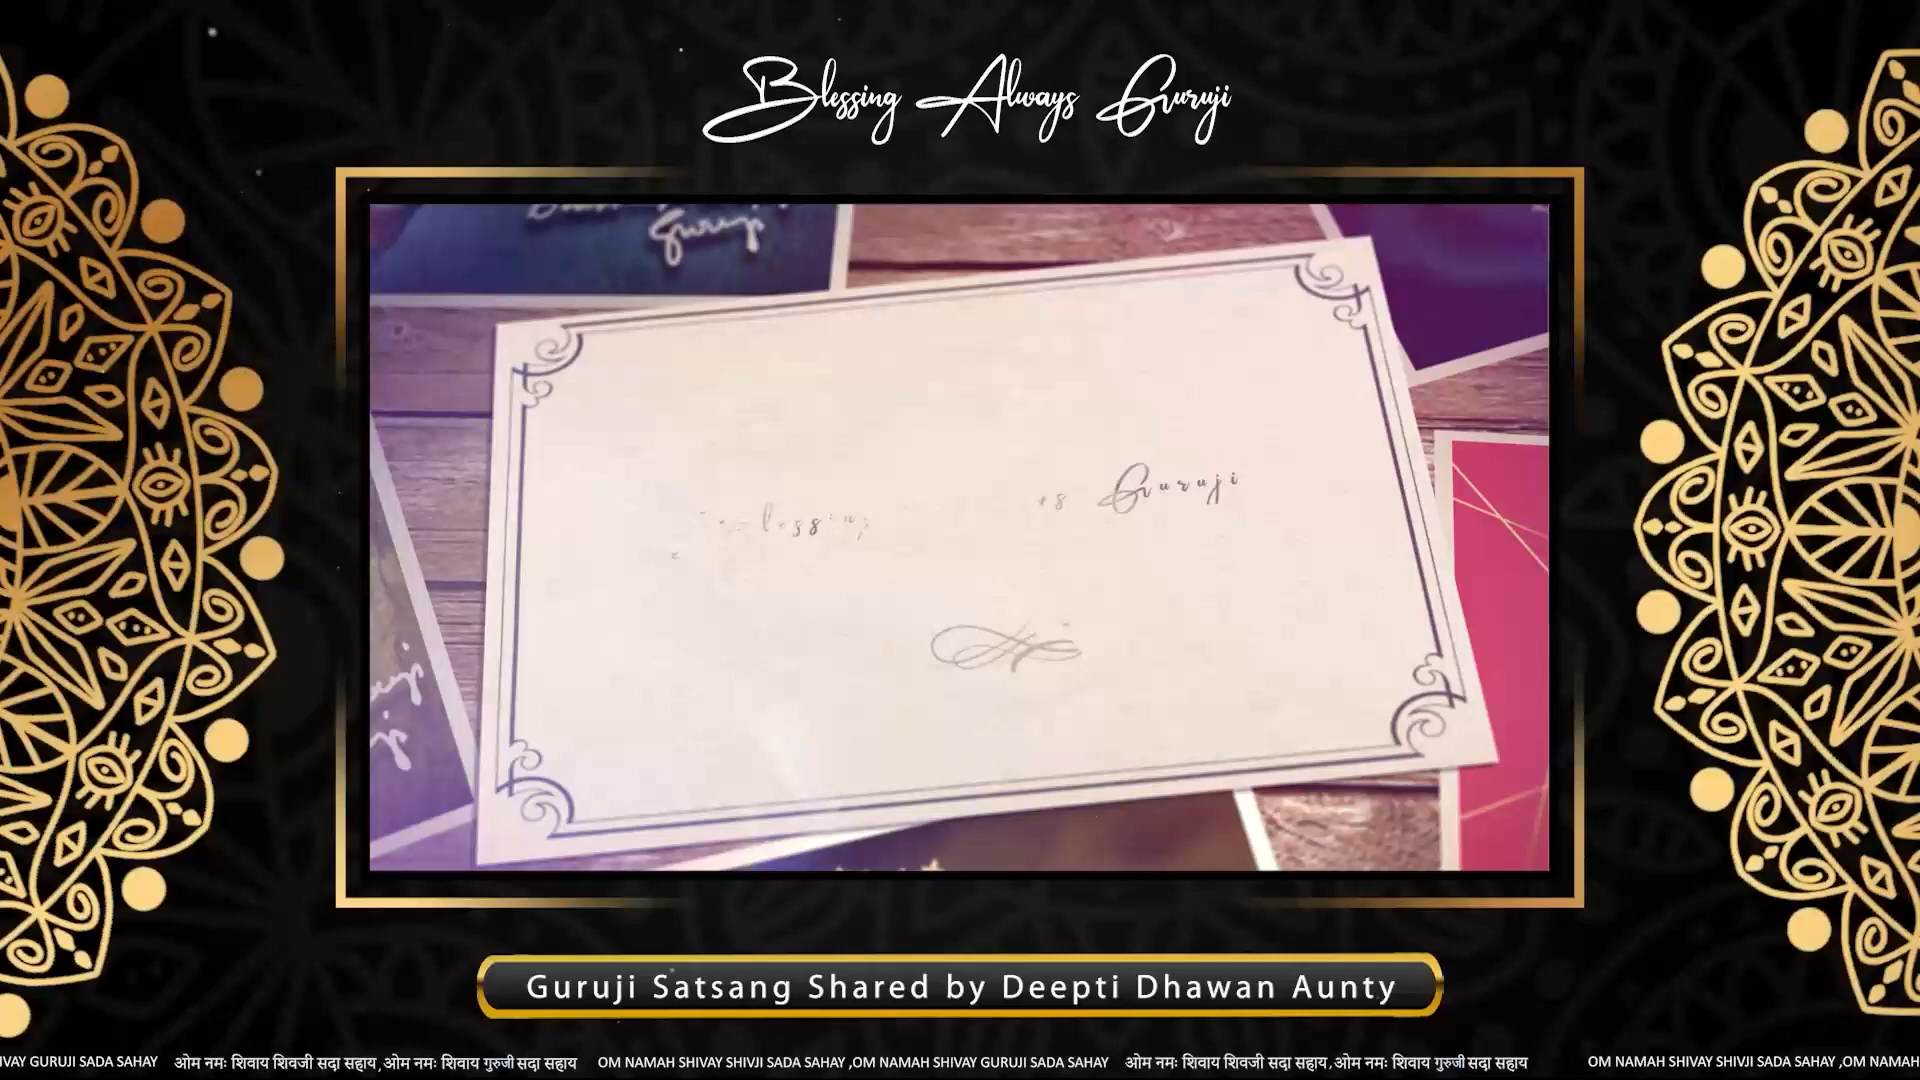 Blessing Always Guruji
Guruji
Guruji
Guruji Satsang Shared by Deepti Dhawan Aunty
GURUJI SADA SAHAY ओम नमः शिवाय शिवजी सदा सहाय ,ओम नमः शिवाय गुरुजी सदा सहाय OM NAMAH SHIVAY SHIVJI SADA SAHAY ,OM NAMAH SHIVAY GURUJI SADA SAHAY ओम नमः शिवाय शिवजी सदा सहाय ,ओम नमः शिवाय गुरुजी सदा सहाय OM NAMAH SHIVAY SHIVJI SADA SAHAY ,OM NAMAH